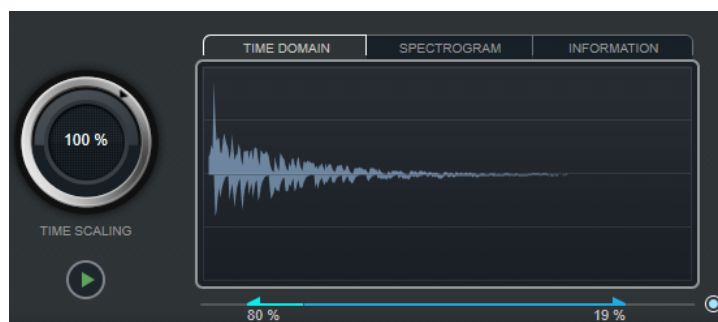 TIME DOMAIN SPECTROGRAM INFORMATION
100 %
TIME SCALING
80 % 19 %